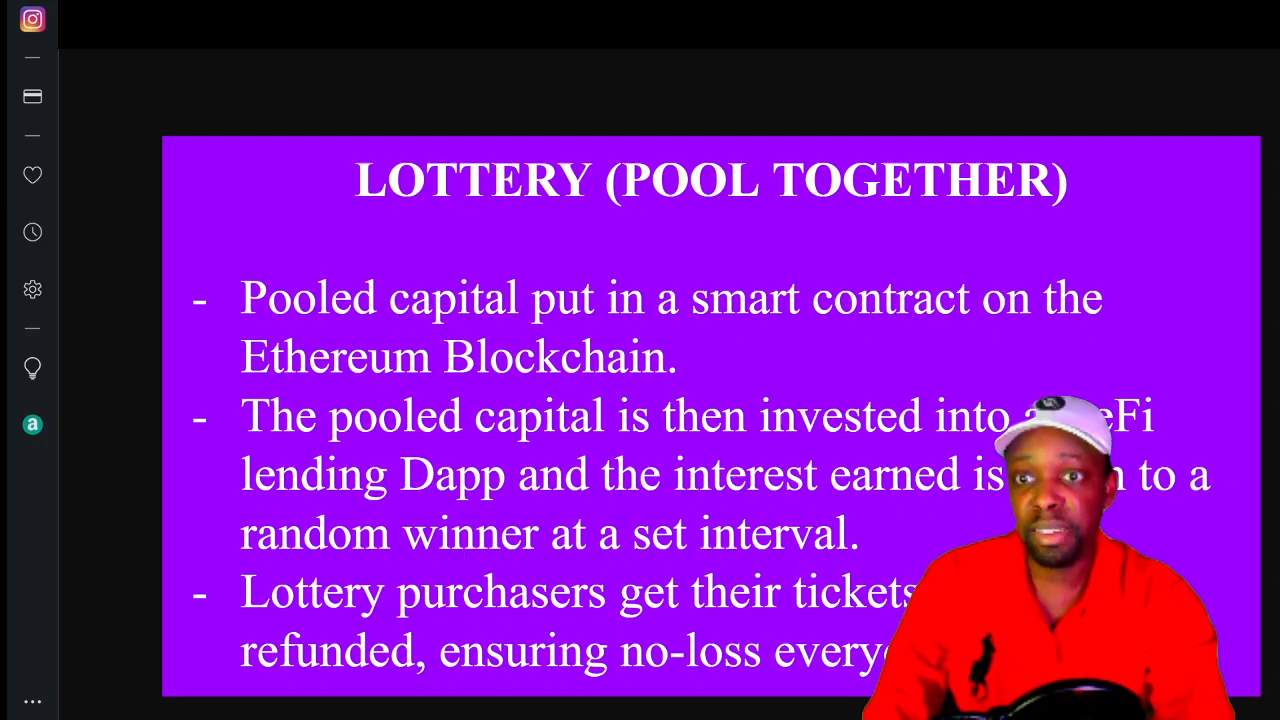 LOTTERY (POOL TOGETHER)
- Pooled capital put in a smart contract on the
Ethereum Blockchain.
- The pooled capital is then invested into
lending Dapp and the interest earned is to a
random winner at a set interval.
- Lottery purchasers get their tickets
refunded, ensuring no-loss
a